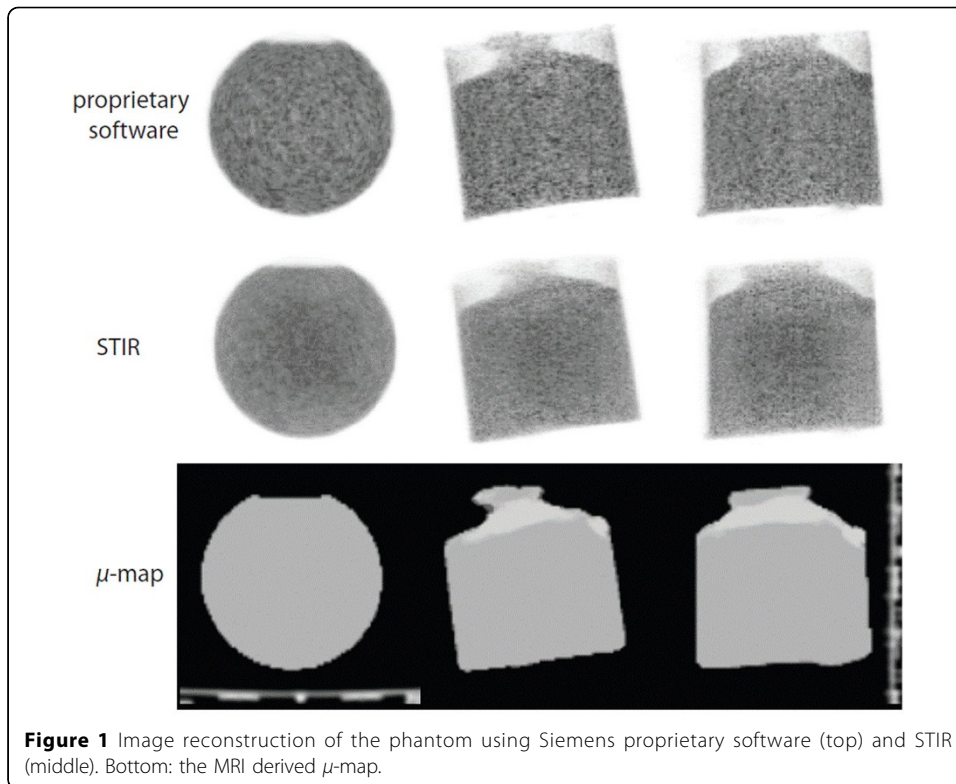 proprietary
software
STIR
μ-map
Figure 1 Image reconstruction of the phantom using Siemens proprietary software (top) and STIR
(middle). Bottom: the MRI derived μ-map.